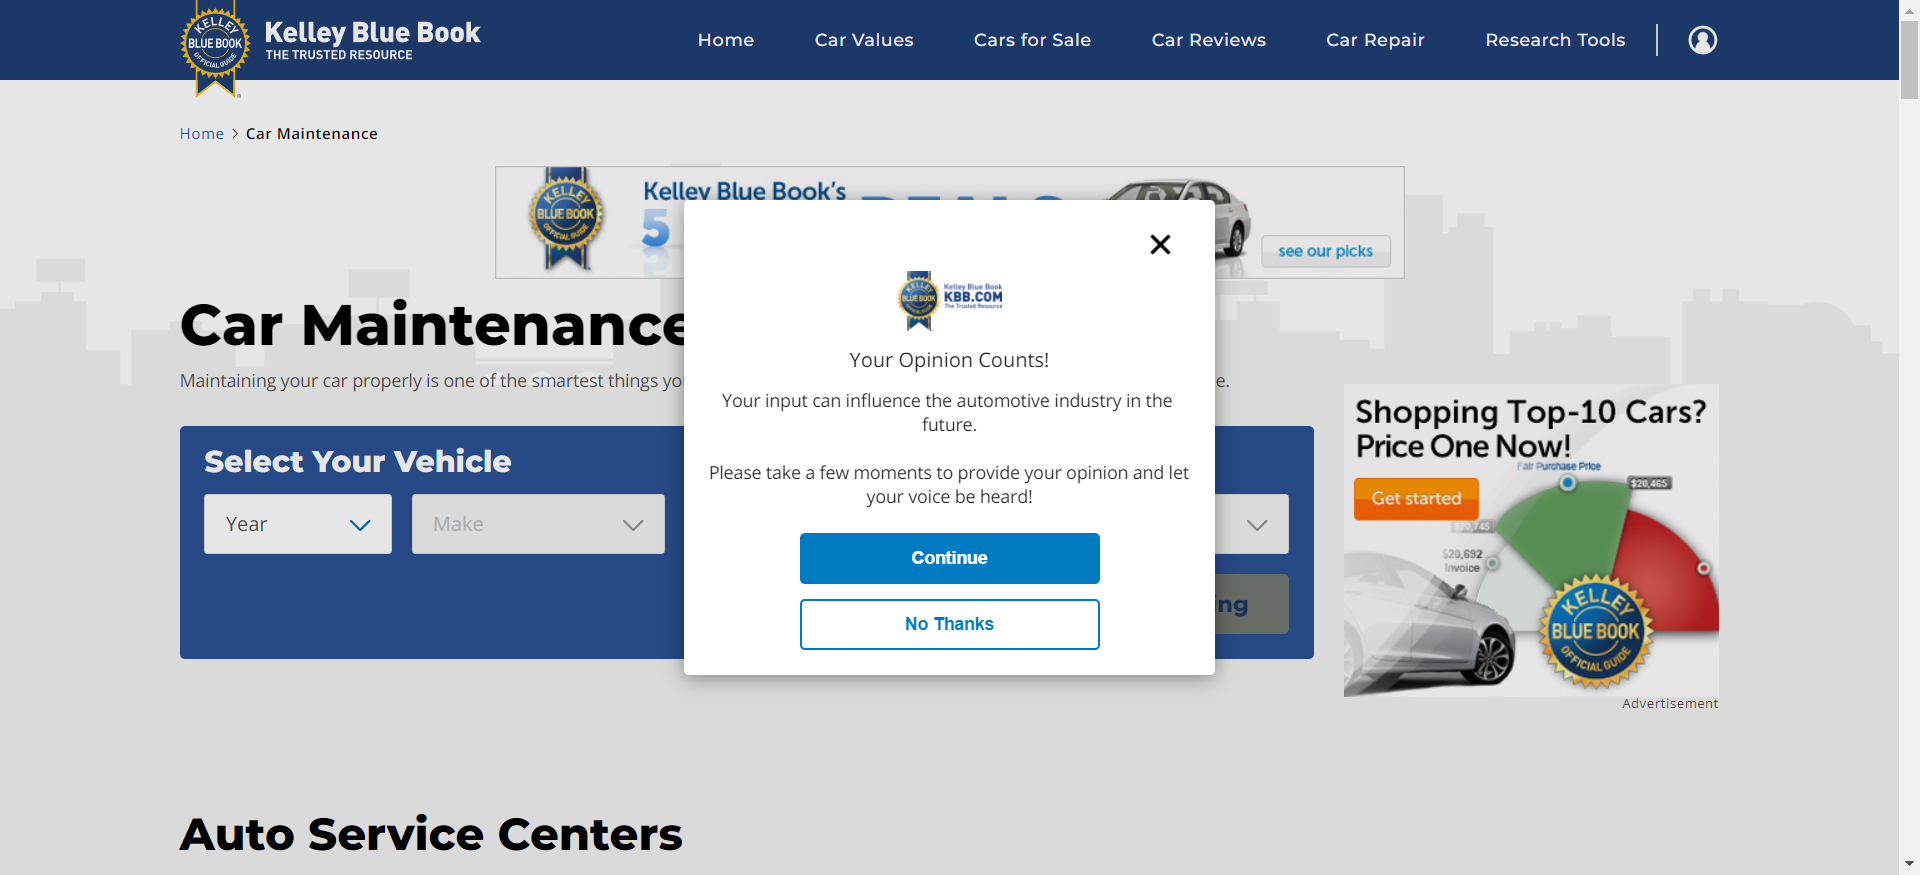 KELLEY
BLUE BOOK
OFFICIAL GUIDE
Kelley Blue Book
THE TRUSTED RESOURCE
Home
Car Values
Cars for Sale
Car Reviews
Car Repair
Research Tools
Home > Car Maintenance
KELLEY
BLUE BOOK
OFFICIAL GUIDE
Kelley Blue Book's
5
see our picks
KELLEY
BLUE BOOK
Kelley Blue Book
KBB.COM
The Trusted Resource
Your Opinion Counts!
Your input can influence the automotive industry in the
future.
Please take a few moments to provide your opinion and let
your voice be heard!
Continue
No Thanks
Car Maintenance
Maintaining your car properly is one of the smartest things
e.
Select Your Vehicle
Year
Make
ing
Shopping Top-10 Cars?
Price One Now!
Fair Purchase Price
Get started
$20,465
$20,745
$20,692
Invoice
KELLEY
BLUE BOOK
OFFICIAL GUIDE
Advertisement
Auto Service Centers